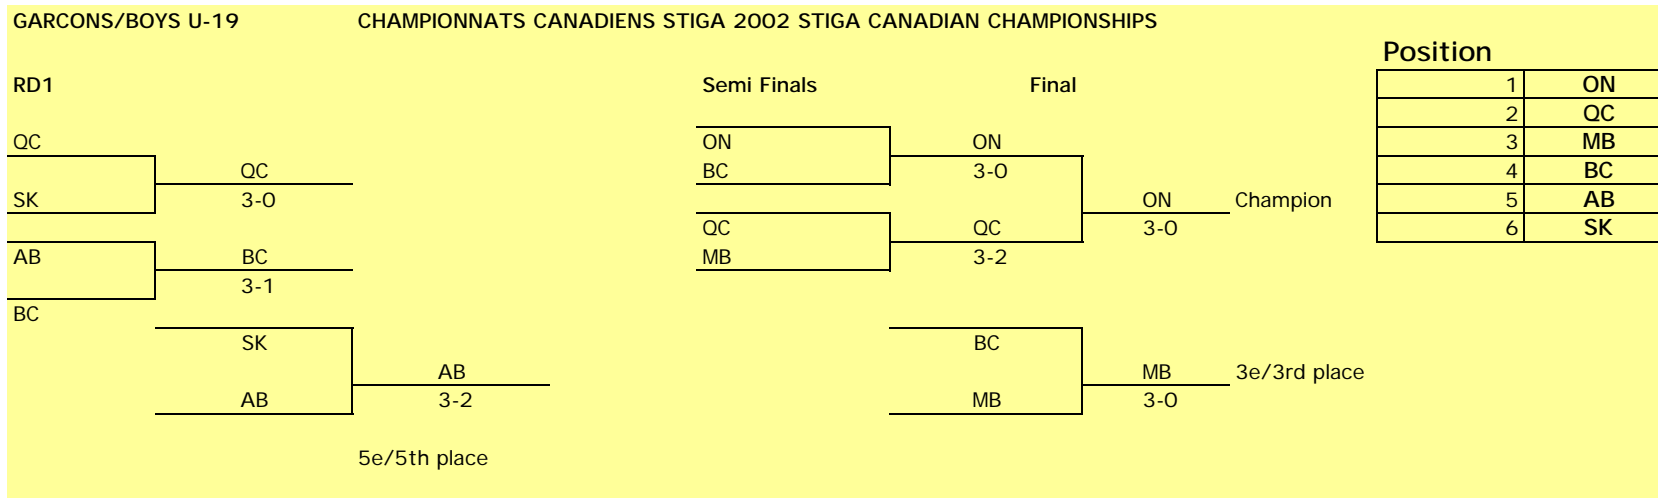 GARCONS/BOYS U-19 CHAMPIONNATS CANADIENS STIGA 2002 STIGA CANADIAN CHAMPIONSHIPS
Position
RD1 Semi Finals Final 1 ON
2 QC
QC ON ON 3 MB
QC BC 3-0 4 BC
SK 3-0 ON Champion 5 AB
QC QC 3-0 6 SK
AB BC MB 3-2
3-1
BC
SK BC
AB MB 3e/3rd place
AB 3-2 MB 3-0
5e/5th place